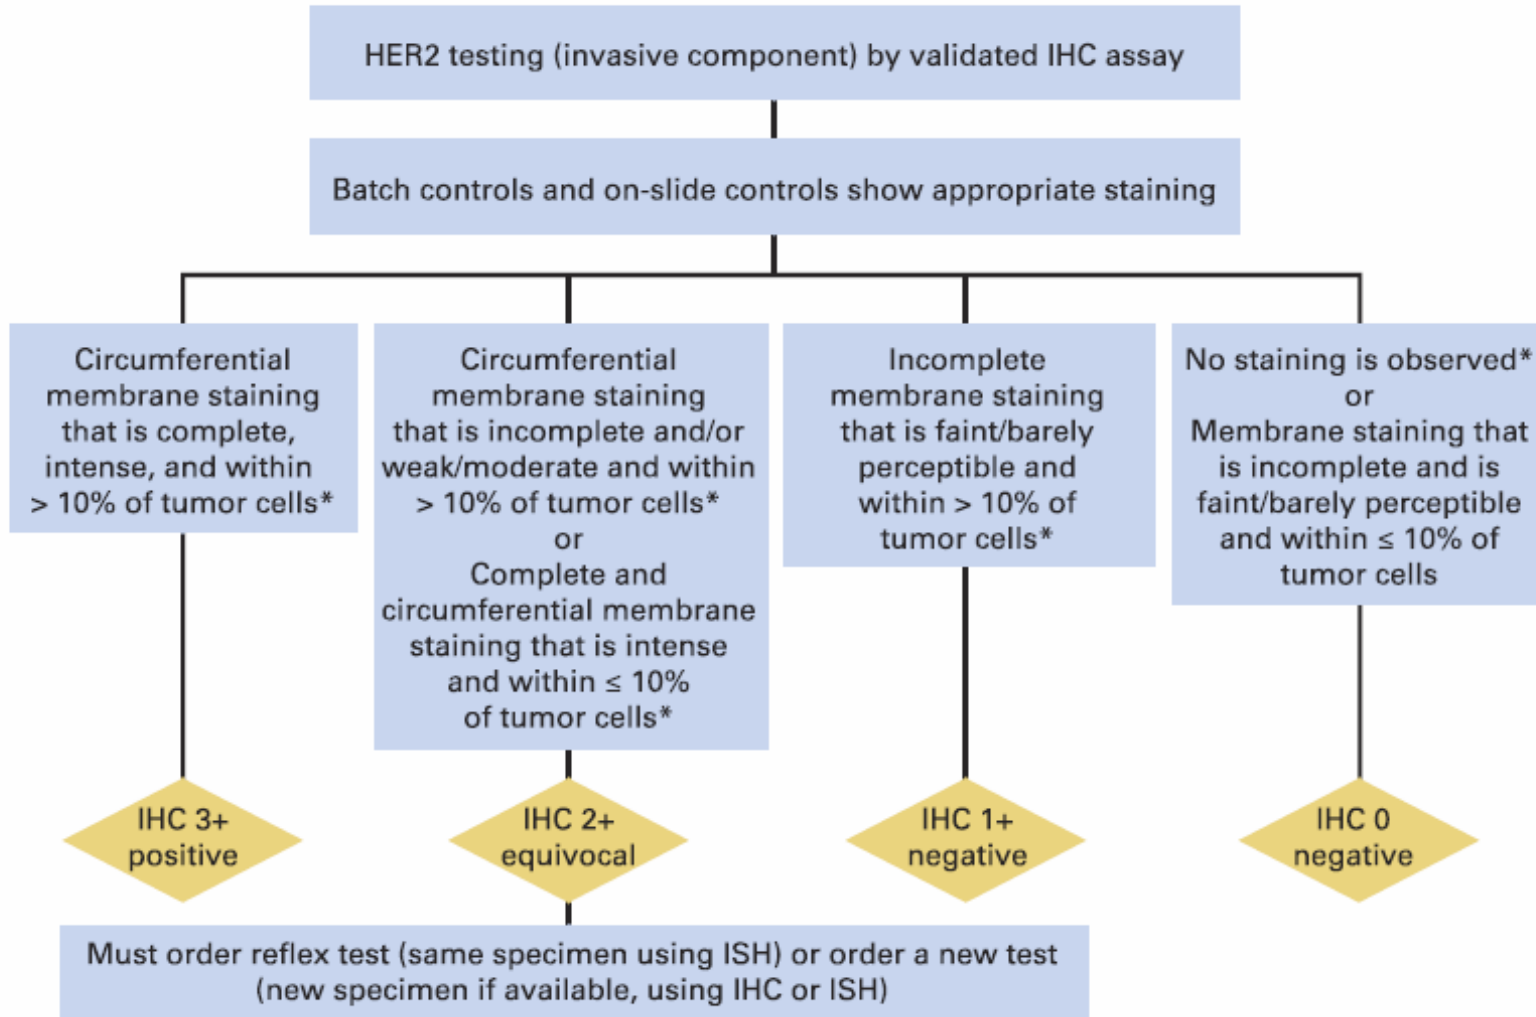 HER2 testing (invasive component) by validated IHC assay
Batch controls and on-slide controls show appropriate staining
Circumferential
membrane staining
that is complete,
intense, and within
> 10% of tumor cells*
Circumferential
membrane staining
that is incomplete and/or
weak/moderate and within
> 10% of tumor cells*
or
Complete and
circumferential membrane
staining that is intense
and within ≤ 10%
of tumor cells*
Incomplete
membrane staining
that is faint/barely
perceptible and
within > 10% of
tumor cells*
No staining is observed*
or
Membrane staining that
is incomplete and is
faint/barely perceptible
and within ≤ 10% of
tumor cells
IHC 3+
positive
IHC 2+
equivocal
IHC 1+
negative
IHC 0
negative
Must order reflex test (same specimen using ISH) or order a new test
(new specimen if available, using IHC or ISH)